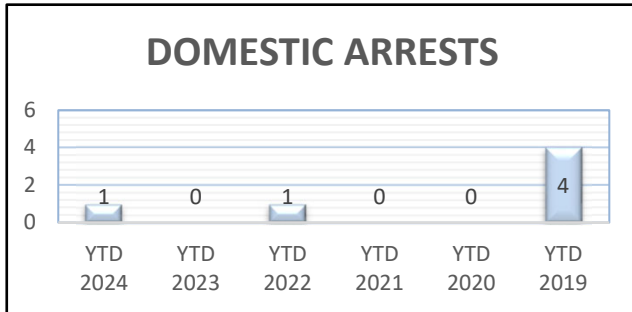 DOMESTIC ARRESTS
6
4
2
0
1 0 1 0 0 4
YTD YTD YTD YTD YTD YTD
2024 2023 2022 2021 2020 2019